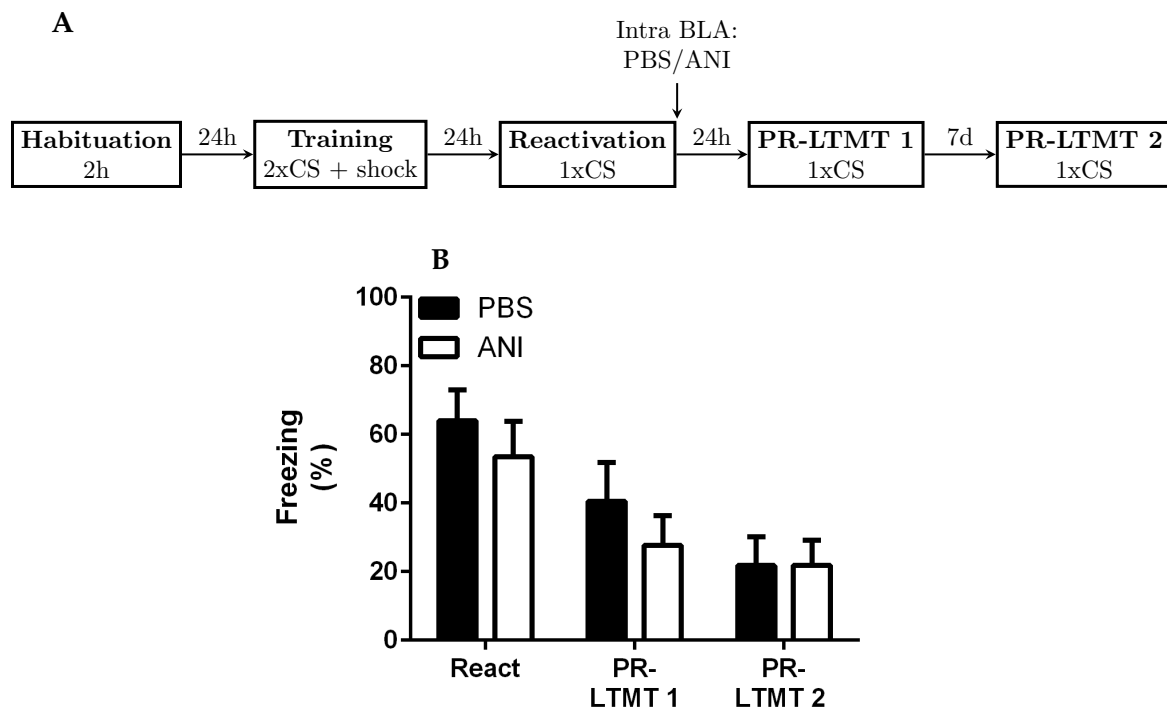 A
Intra BLA:
PBS/ANI
Habituation 24h Training 24h Reactivation 24h PR-LTMT 1 7d PR-LTMT 2
2h 2xCS + shock 1xCS 1xCS 1xCS
B
100
80
60
40
20
0
Freezing
(%)
PBS
ANI
React PR- PR-
LTMT 1 LTMT 2